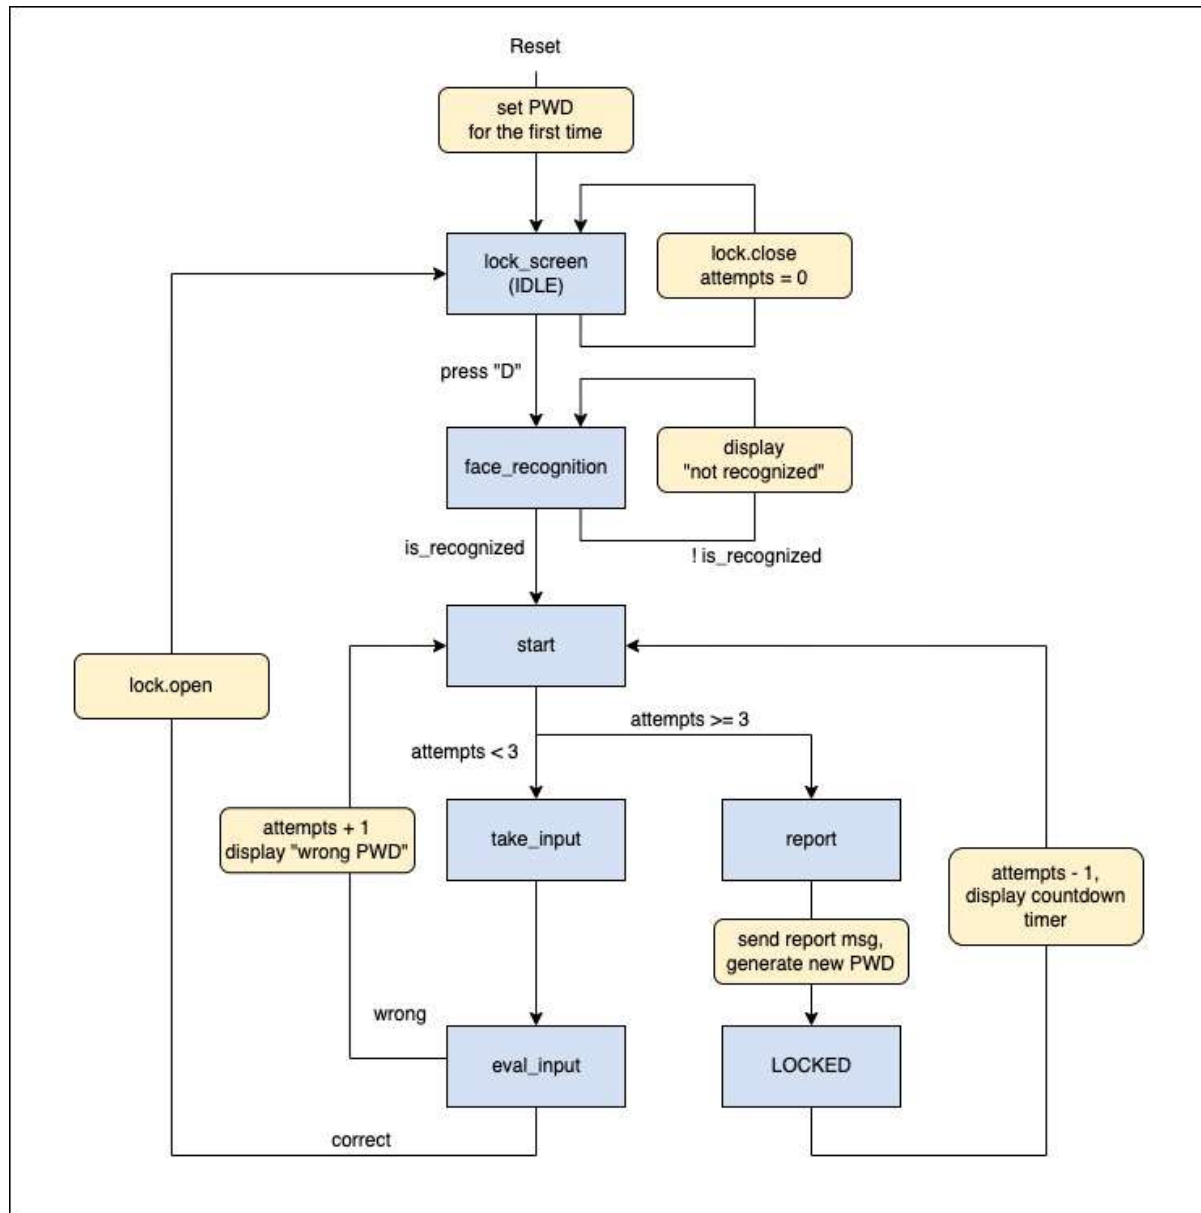 Reset
set PWD
for the first time
lock_screen
(IDLE)
lock.close
attempts = 0
press "D"
face_recognition
display
"not recognized"
is_recognized
! is_recognized
start
lock.open
attempts >= 3
attempts < 3
attempts + 1
display "wrong PWD"
take_input
report
attempts - 1,
display countdown
timer
send report msg,
generate new PWD
wrong
eval_input
LOCKED
correct